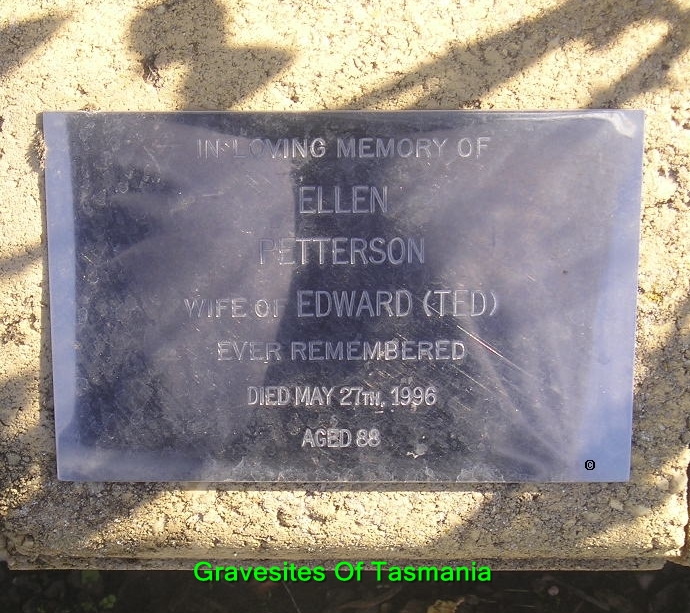 IN LOVING MEMORY OF
ELLEN
PETTERSON
WIFE OF EDWARD (TED)
EVER REMEMBERED
DIED MAY 27TH, 1996
AGED 88
©
Gravesites Of Tasmania